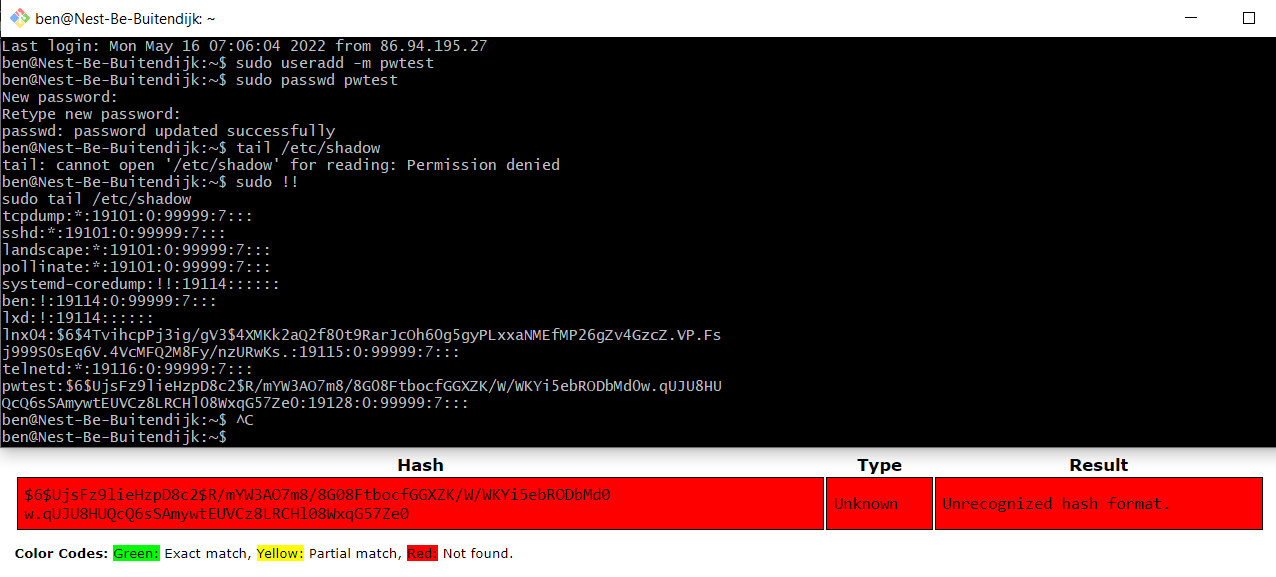 ben@Nest-Be-Buitendijk: ~
Last login: Mon May 16 07:06:04 2022 from 86.94.195.27
ben@Nest-Be-Buitendijk:~$ sudo useradd -m pwtest
ben@Nest-Be-Buitendijk:~$ sudo passwd pwtest
New password:
Retype new password:
passwd: password updated successfully
ben@Nest-Be-Buitendijk:~$ tail /etc/shadow
tail: cannot open '/etc/shadow' for reading: Permission denied
ben@Nest-Be-Buitendijk:~$ sudo !!
sudo tail /etc/shadow
tcpdump:*:19101:0:99999:7:::
sshd:*:19101:0:99999:7:::
landscape:*:19101:0:99999:7:::
pollinate:*:19101:0:99999:7:::
systemd-coredump:!!:19114::::::
ben:!:19114:0:99999:7:::
lxd:!:19114::::::
lnx04:$6$4TvihcpPj3ig/gV3$4XMKk2aQ2f80t9RarJcOh6Og5gyPLxxaNMEfMP26gZv4GzcZ.VP.Fs
j999SOsEq6V.4VcMFQ2M8Fy/nzURwKs.:19115:0:99999:7:::
telnetd:*:19116:0:99999:7:::
pwtest:$6$UjsFz9lieHzpD8c2$R/mYW3AO7m8/8G08FtbocfGGXZK/W/WKYi5ebRODbMd0w.qUJU8HU
QcQ6sSAmywtEUVCz8LRCHl08WxqG57Ze0:19128:0:99999:7:::
ben@Nest-Be-Buitendijk:~$ ^C
ben@Nest-Be-Buitendijk:~$
Hash Type Result
$6$UjsFz9lieHzpD8c2$R/mYW3AO7m8/8G08FtbocfGGXZK/W/WKYi5ebRODbMd0
w.qUJU8HUQcQ6sSAmywtEUVCz8LRCHl08WxqG57Ze0 Unknown Unrecognized hash format.
Color Codes: Green: Exact match, Yellow: Partial match, Red: Not found.